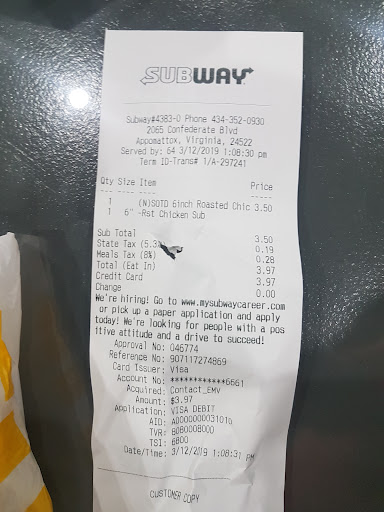 SUBWAY
Subway#4383-0 Phone 434-352-0930
2065 Confederate Blvd
Appomattox, Virginia, 24522
Served by: 64 3/12/2019 1:08:30 pm
Term ID-Trans# 1/A-297241
Qty Size Item Price
1 (N)SOTD 6inch Roasted Chic 3.50
1 6" -Rst Chicken Sub
Sub Total 3.50
State Tax (5.3%) 0.19
Meals Tax (8%) 0.28
Total (Eat In) 3.97
Credit Card 3.97
Change 0.00
We're hiring! Go to www.mysubwaycareer.com
or pick up a paper application and apply
today! We're looking for people with a pos
itive attitude and a drive to succeed!
Approval No: 046774
Reference No: 907117274869
Card Issuer: Visa
Account No: ************6661
Acquired: Contact_EMV
Amount: $3.97
Application: VISA DEBIT
AID: A0000000031010
TVR: 8080008000
TSI: 6800
Date/Time: 3/12/2019 1:08:31 PM
CUSTOMER COPY